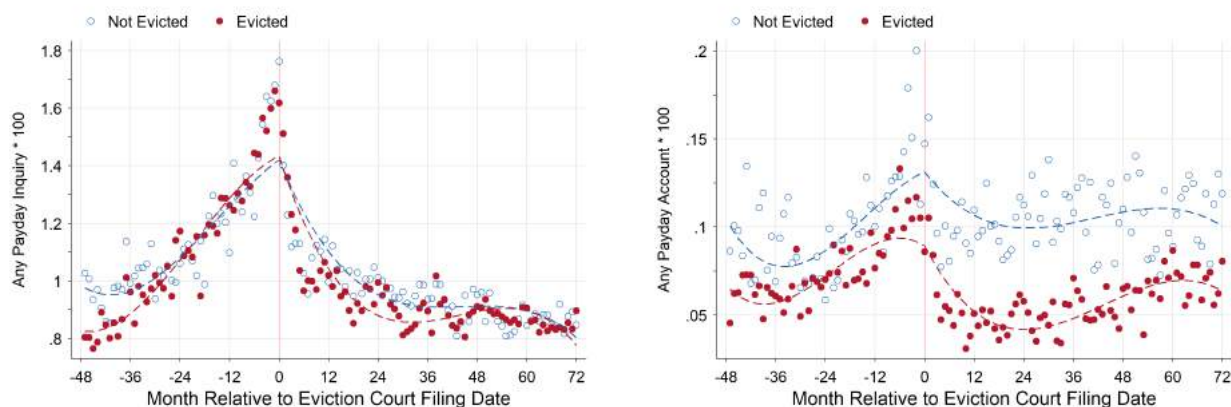 Not Evicted Evicted
1.8
1.6
1.4
1.2
1
.8
Any Payday Inquiry * 100
-48 -36 -24 -12 0 12 24 36 48 60 72
Month Relative to Eviction Court Filing Date
Not Evicted Evicted
.2
.15
.1
.05
Any Payday Account * 100
-48 -36 -24 -12 0 12 24 36 48 60 72
Month Relative to Eviction Court Filing Date